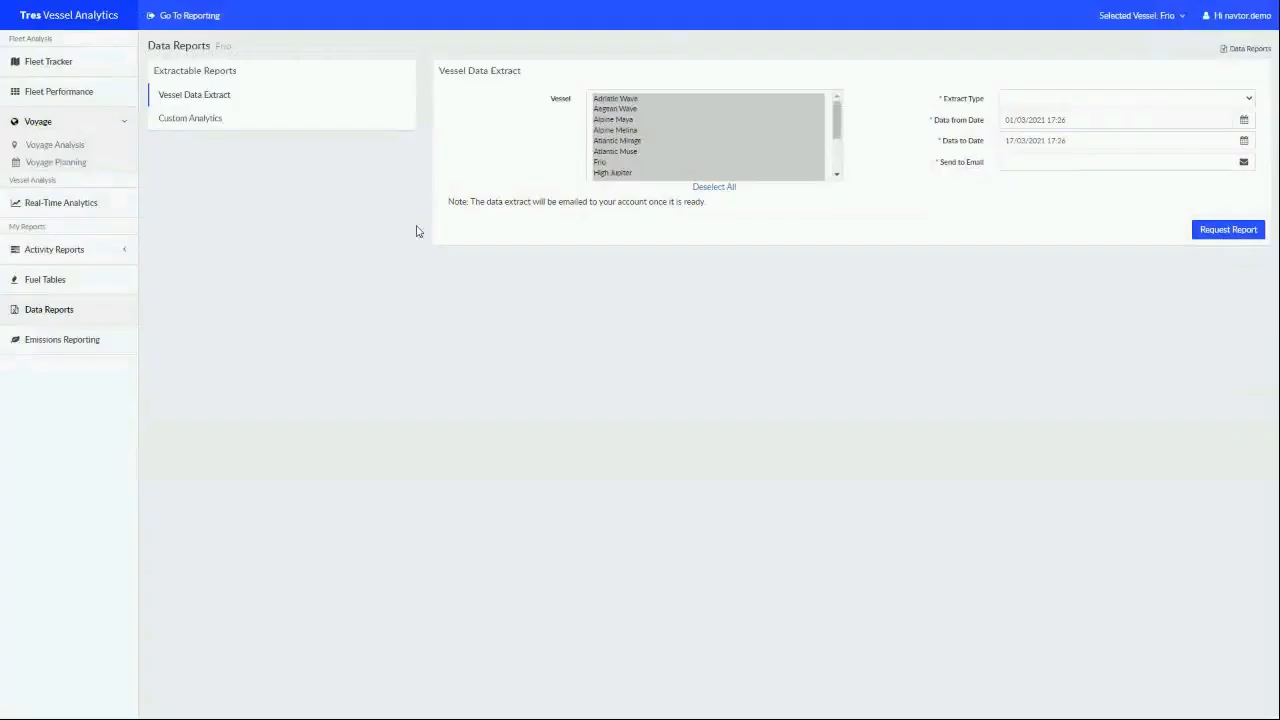 Tres Vessel Analytics
Go To Reporting
Selected Vessel: Frio
Hi navtor.demo
Fleet Analysis
Fleet Tracker
Fleet Performance
Voyage
Voyage Analysis
Voyage Planning
Vessel Analysis
Real-Time Analytics
My Reports
Activity Reports
Fuel Tables
Data Reports
Emissions Reporting
Data Reports Frio
Data Reports
Extractable Reports
Vessel Data Extract
Custom Analytics
Vessel Data Extract
Vessel
Adriatic Wave
Aegean Wave
Alpine Maya
Alpine Melina
Atlantic Mirage
Atlantic Muse
Frio
High Jupiter
Deselect All
Note: The data extract will be emailed to your account once it is ready.
* Extract Type
* Data from Date 01/03/2021 17:26
* Data to Date 17/03/2021 17:26
* Send to Email
Request Report